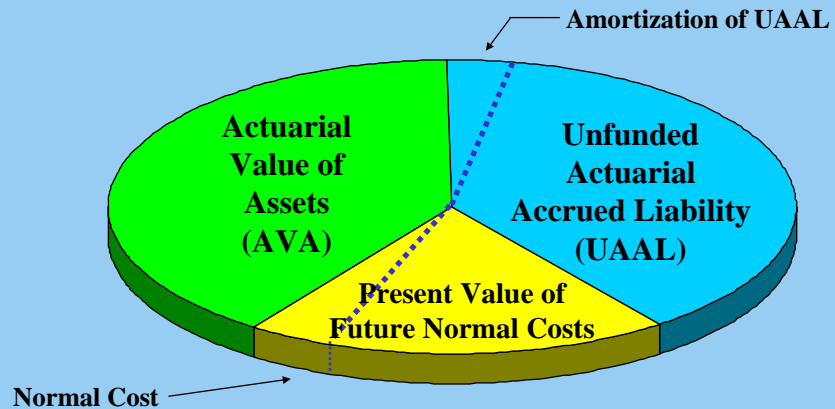 Amortization of UAAL
Actuarial
Value of
Assets
(AVA)
Unfunded
Actuarial
Accrued Liability
(UAAL)
Present Value of
Future Normal Costs
Normal Cost